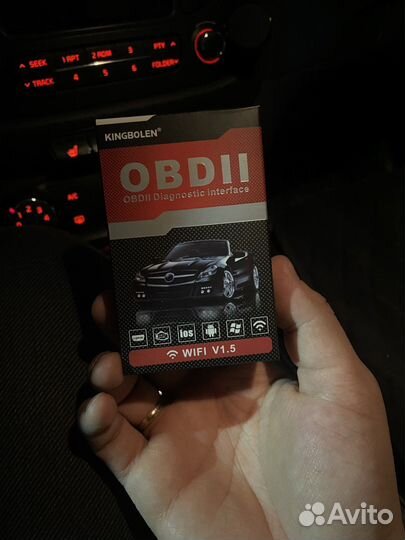 SEEK 1 RPT 2 RDM 3 PTY
TRACK 4 5 6 FOLDER
KINGBOLEN®
OBDII
OBDII Diagnostic Interface
A/C
ios
WIFI V1.5
Avito